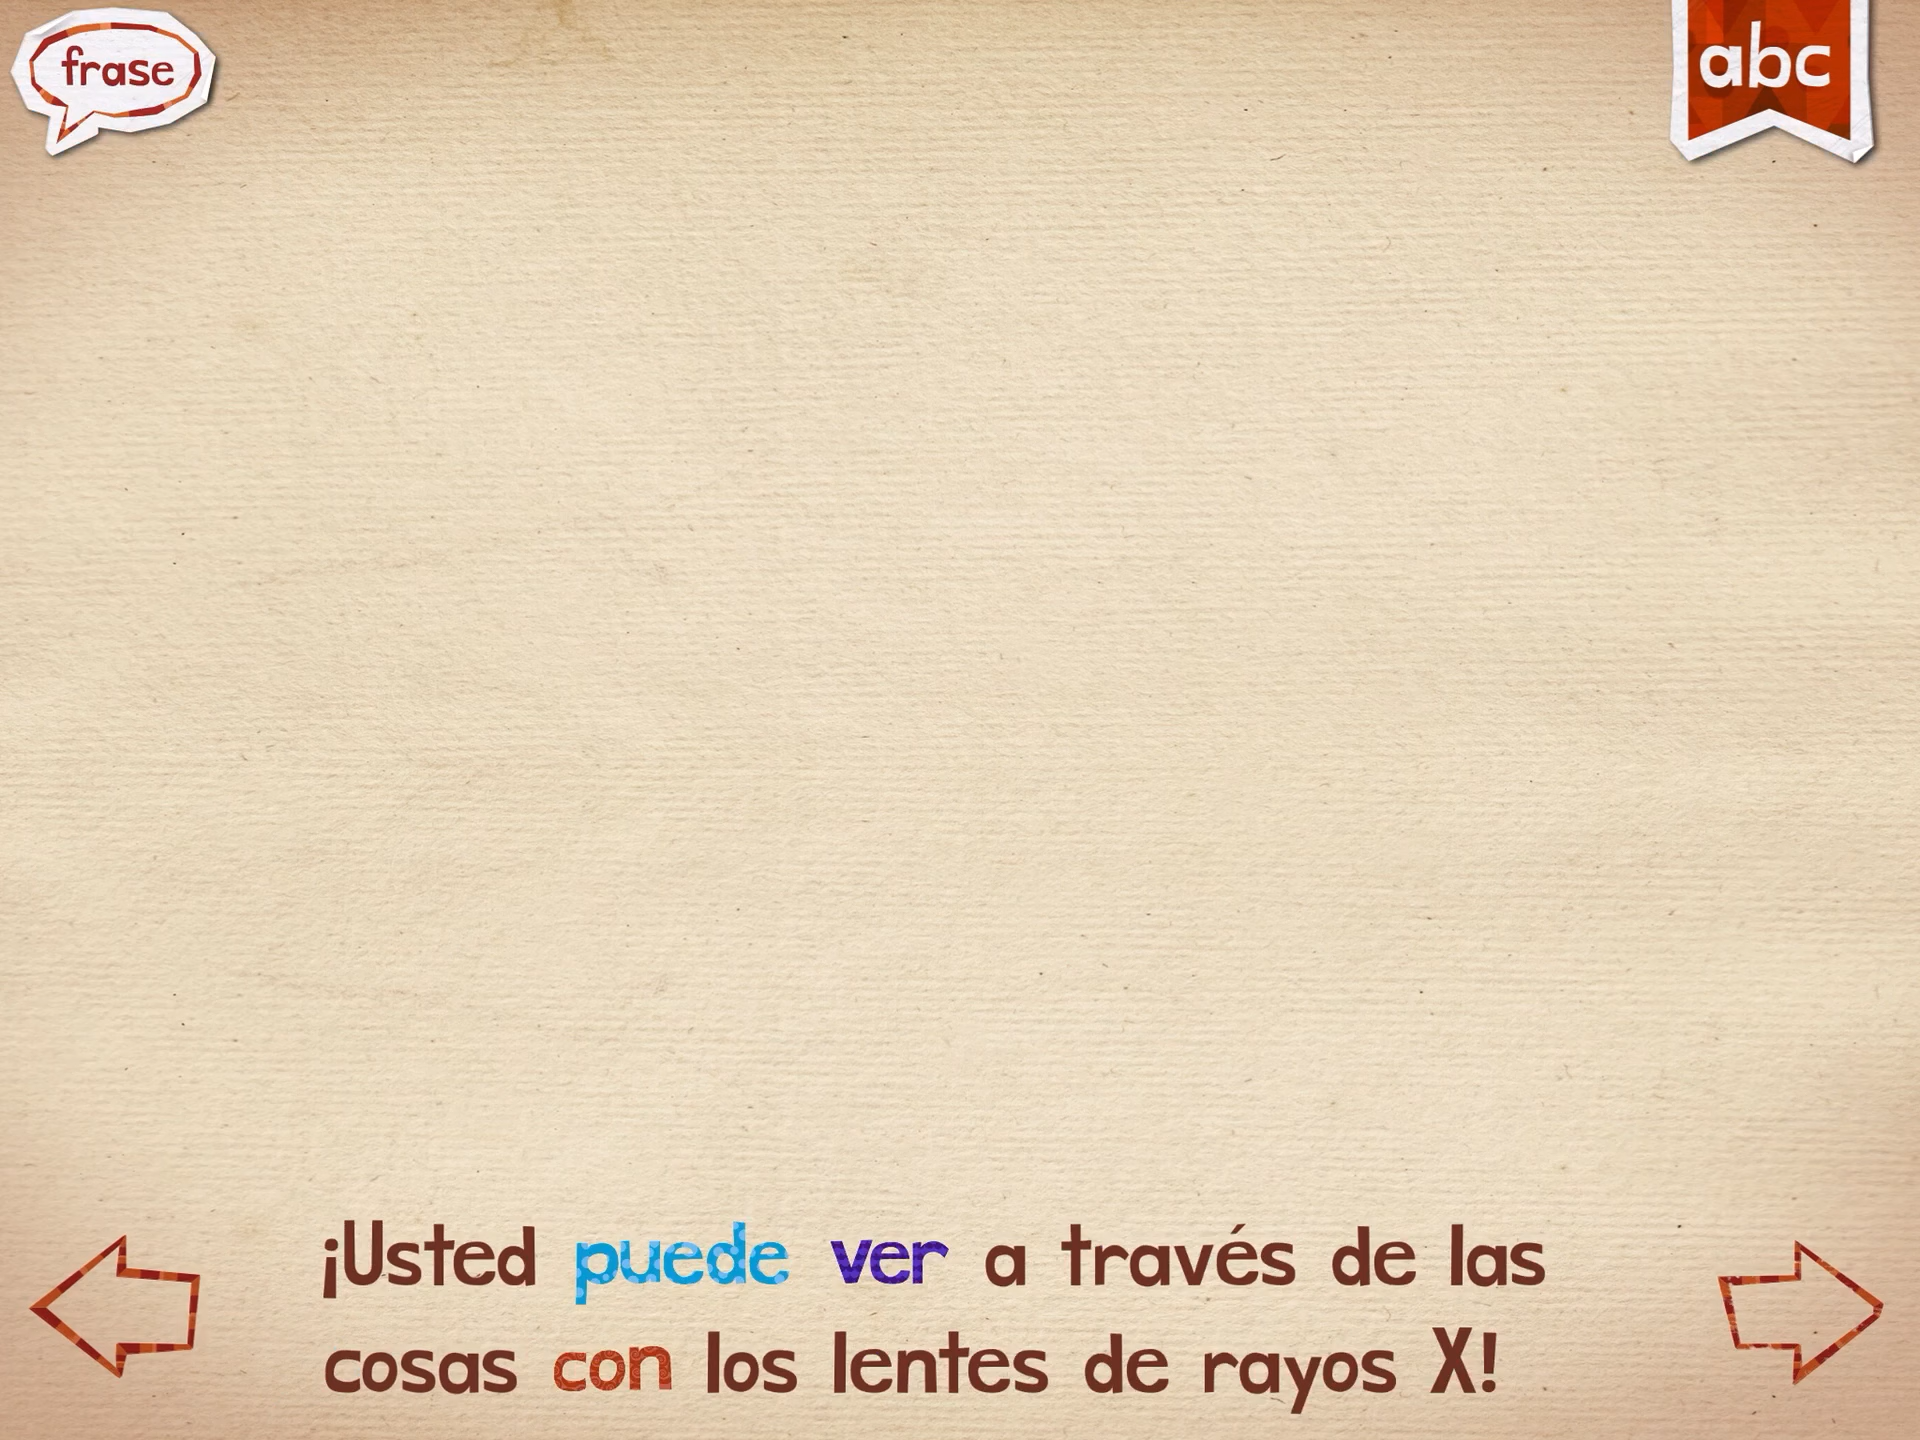 frase
abc
¡Usted puede ver a través de las
cosas con los lentes de rayos X!